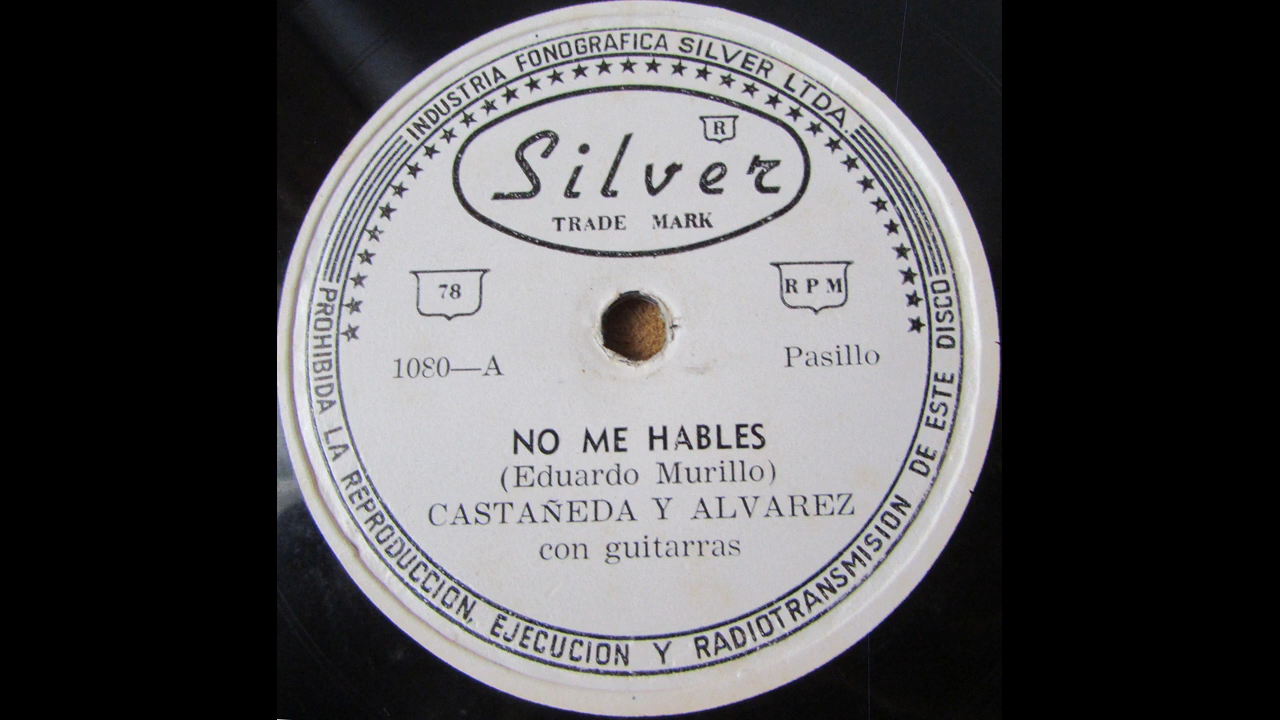 INDUSTRIA FONOGRAFICA SILVER LTDA.
R
Silver
TRADE MARK
78
RPM
1080—A
Pasillo
NO ME HABLES
(Eduardo Murillo)
CASTAÑEDA Y ALVAREZ
con guitarras
PROHIBIDA LA REPRODUCCION, EJECUCION Y RADIOTRANSMISION DE ESTE DISCO